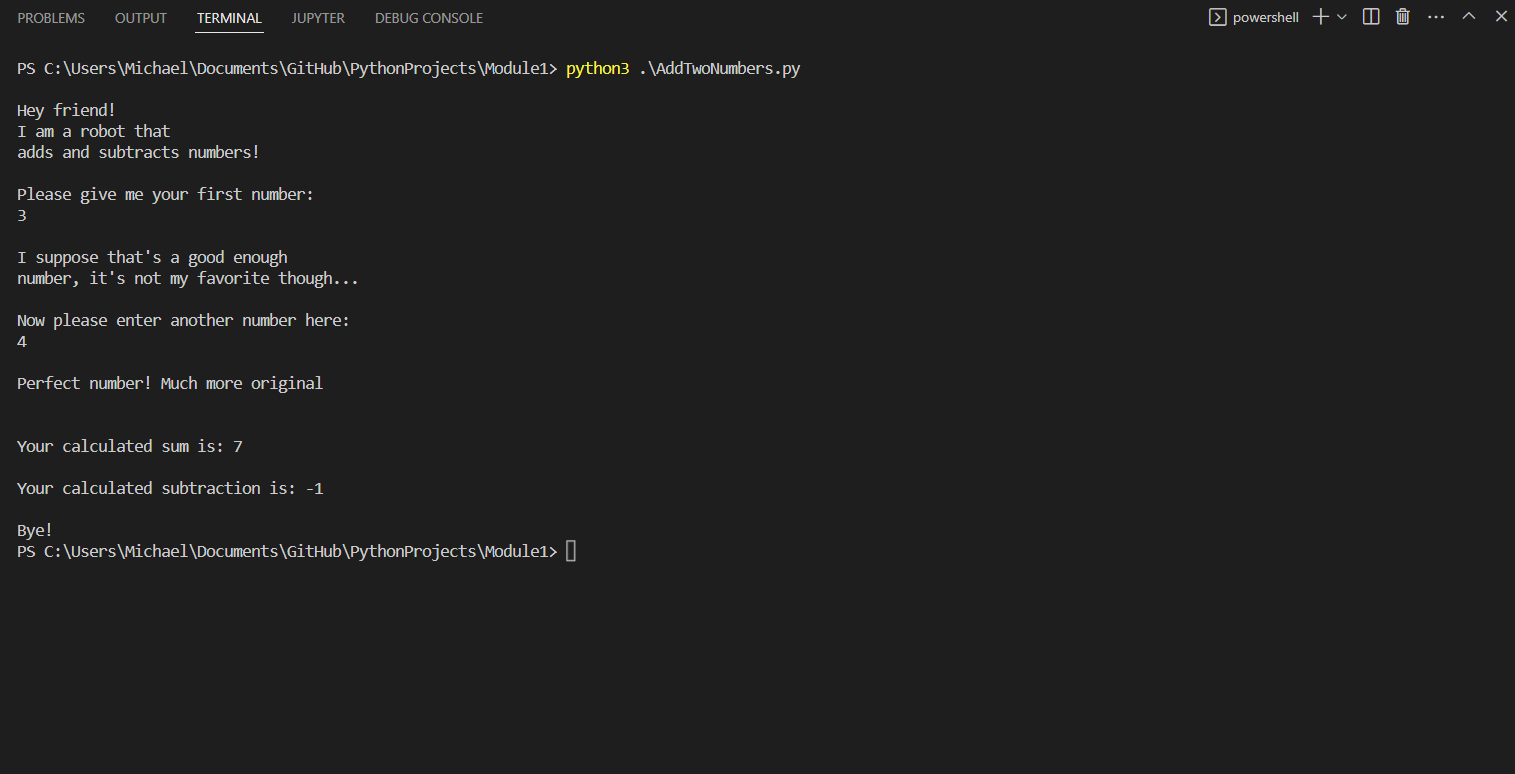 PROBLEMS OUTPUT TERMINAL JUPYTER DEBUG CONSOLE powershell
PS C:\Users\Michael\Documents\GitHub\PythonProjects\Module1> python3 .\AddTwoNumbers.py
Hey friend!
I am a robot that
adds and subtracts numbers!
Please give me your first number:
3
I suppose that's a good enough
number, it's not my favorite though...
Now please enter another number here:
4
Perfect number! Much more original
Your calculated sum is: 7
Your calculated subtraction is: -1
Bye!
PS C:\Users\Michael\Documents\GitHub\PythonProjects\Module1>